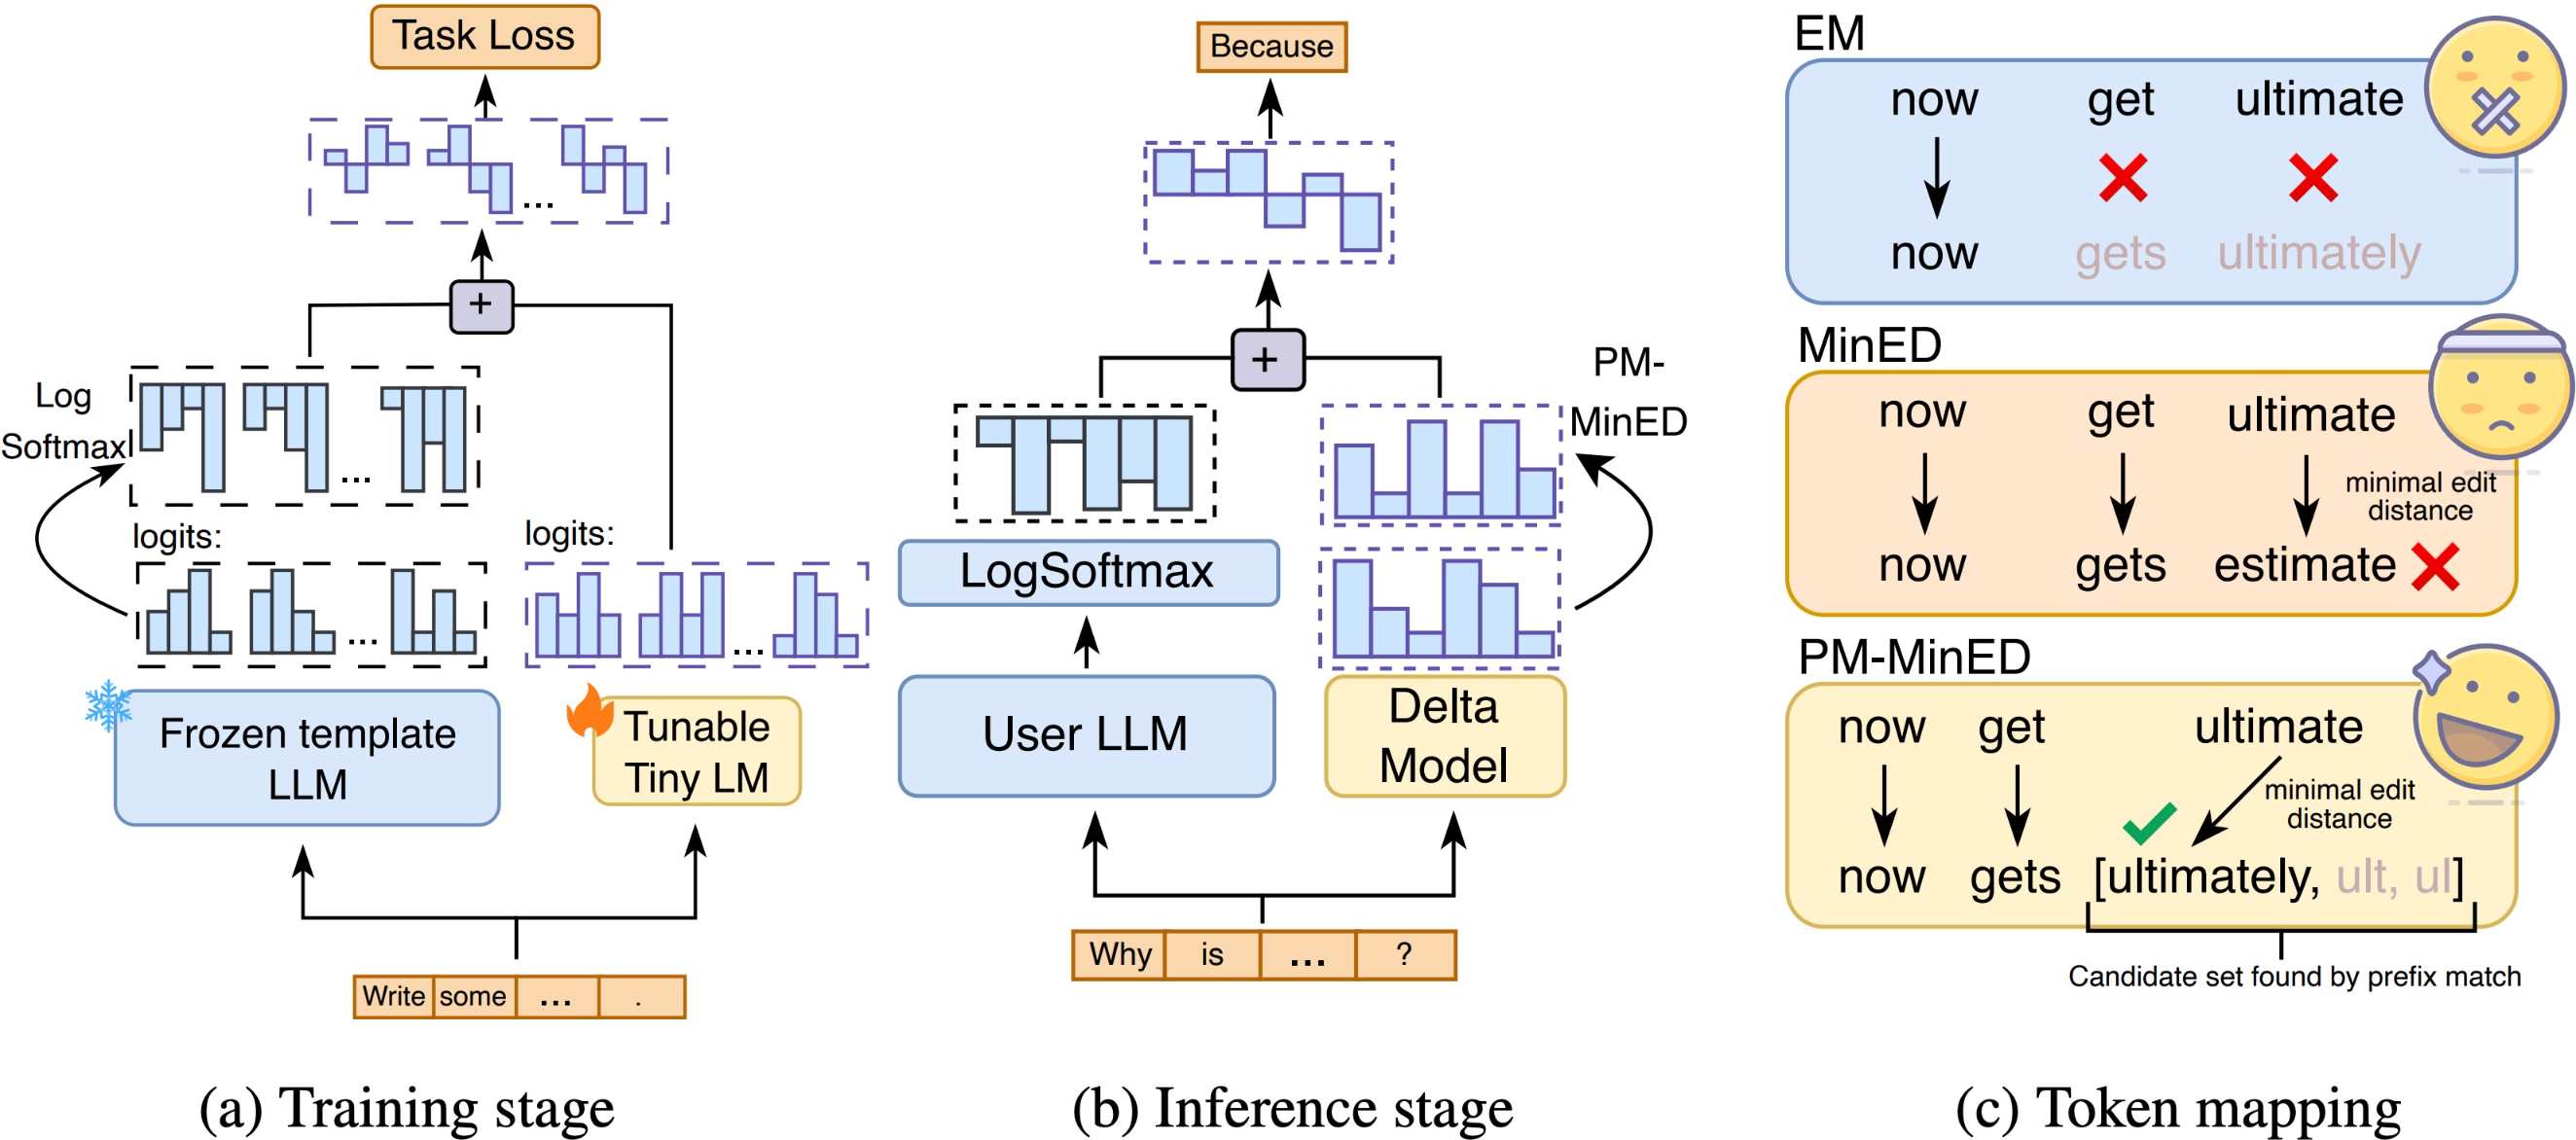 Task Loss
...
+
Log
Softmax
...
logits:
logits:
...
...
Frozen template
LLM
Tunable
Tiny LM
Write some ... .
(a) Training stage
Because
+
PM-
MinED
LogSoftmax
User LLM
Delta
Model
Why is ... ?
(b) Inference stage
EM
now get ultimate
now gets ultimately
MinED
now get ultimate
minimal edit
distance
now gets estimate
PM-MinED
now get ultimate
minimal edit
distance
now gets [ultimately, ult, ul]
Candidate set found by prefix match
(c) Token mapping